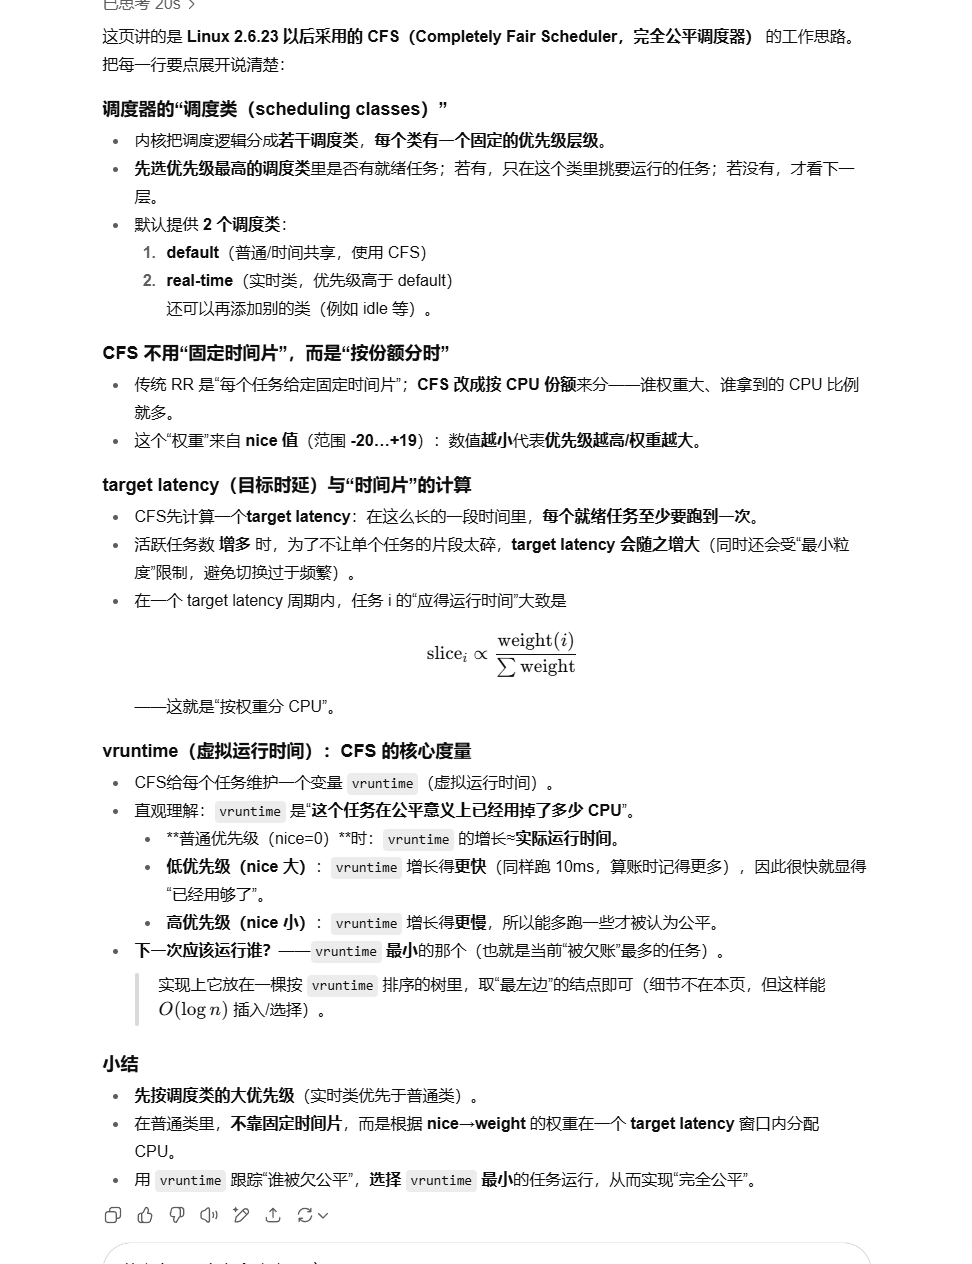 已思考 20s >
这页讲的是 Linux 2.6.23 以后采用的 CFS（Completely Fair Scheduler，完全公平调度器） 的工作思路。
把每一行要点展开说清楚：
调度器的“调度类（scheduling classes）”
• 内核把调度逻辑分成若干调度类，每个类有一个固定的优先级层级。
• 先选优先级最高的调度类里是否有就绪任务；若有，只在这个类里挑要运行的任务；若没有，才看下一
层。
• 默认提供 2 个调度类：
1. default（普通/时间共享，使用 CFS）
2. real-time（实时类，优先级高于 default）
还可以再添加别的类（例如 idle 等）。
CFS 不用“固定时间片”，而是“按份额分时”
• 传统 RR 是“每个任务给定固定时间片”；CFS 改成按 CPU 份额来分——谁权重大、谁拿到的 CPU 比例
就多。
• 这个“权重”来自 nice 值（范围 -20…+19）：数值越小代表优先级越高/权重越大。
target latency（目标时延）与“时间片”的计算
• CFS先计算一个target latency：在这么长的一段时间里，每个就绪任务至少要跑到一次。
• 活跃任务数 增多 时，为了不让单个任务的片段太碎，target latency 会随之增大（同时还会受“最小粒
度”限制，避免切换过于频繁）。
• 在一个 target latency 周期内，任务 i 的“应得运行时间”大致是
slice_i ∝ weight(i) / ∑ weight
——这就是“按权重分 CPU”。
vruntime（虚拟运行时间）：CFS 的核心度量
• CFS给每个任务维护一个变量 vruntime（虚拟运行时间）。
• 直观理解：vruntime 是“这个任务在公平意义上已经用掉了多少 CPU”。
• **普通优先级（nice=0）**时：vruntime 的增长≈实际运行时间。
• 低优先级（nice 大）：vruntime 增长得更快（同样跑 10ms，算账时记得更多），因此很快就显得
“已经用够了”。
• 高优先级（nice 小）：vruntime 增长得更慢，所以能多跑一些才被认为公平。
• 下一次应该运行谁？——vruntime 最小的那个（也就是当前“被欠账”最多的任务）。
实现上它放在一棵按 vruntime 排序的树里，取“最左边”的结点即可（细节不在本页，但这样能
O(log n) 插入/选择）。
小结
• 先按调度类的大优先级（实时类优先于普通类）。
• 在普通类里，不靠固定时间片，而是根据 nice→weight 的权重在一个 target latency 窗口内分配
CPU。
• 用 vruntime 跟踪“谁被欠公平”，选择 vruntime 最小的任务运行，从而实现“完全公平”。